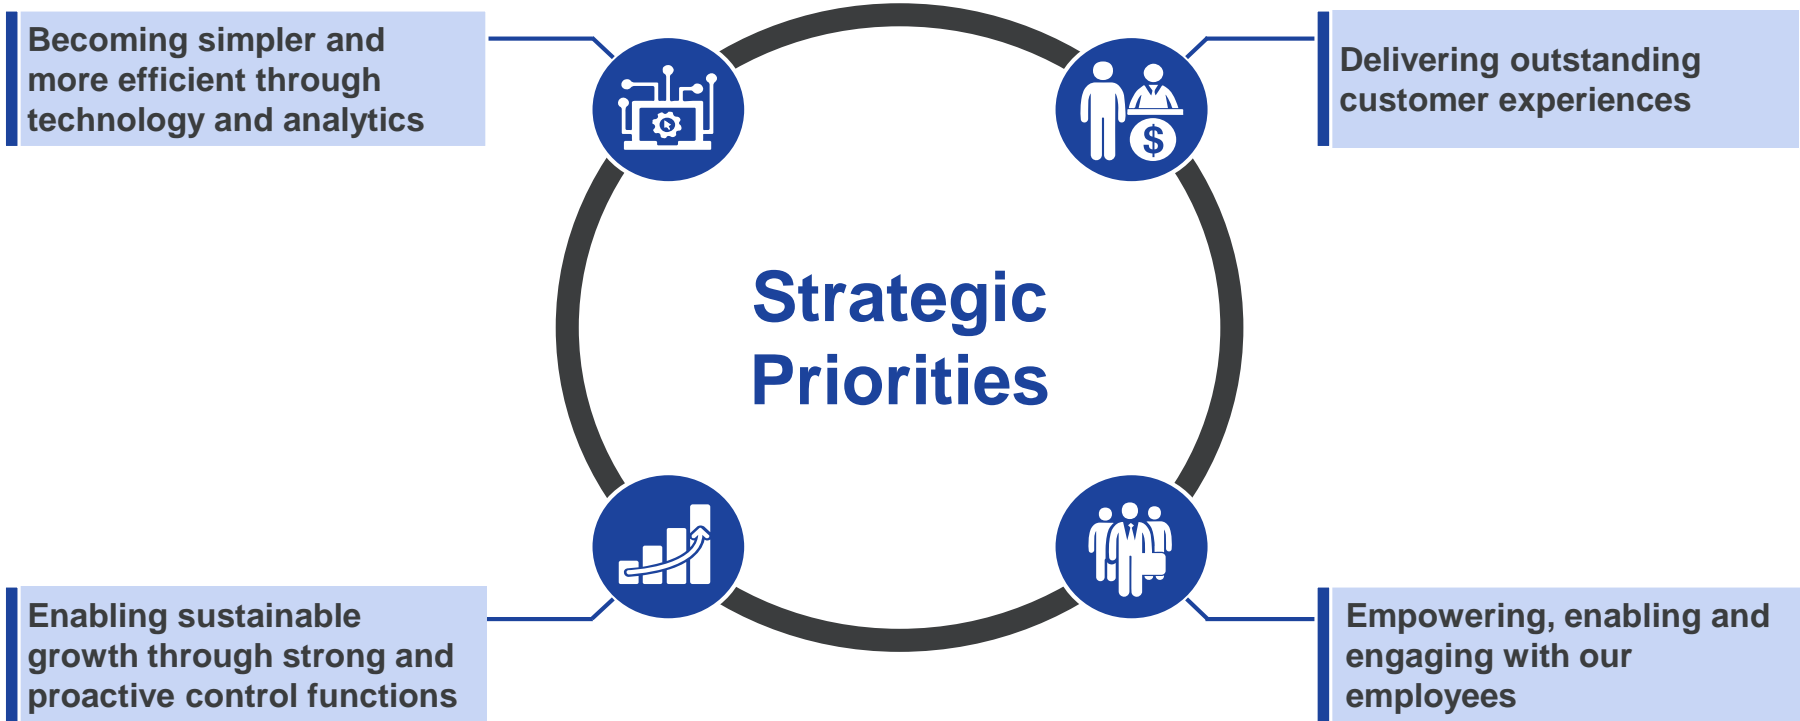 Becoming simpler and
more efficient through
technology and analytics
Delivering outstanding
customer experiences
$
Strategic
Priorities
Enabling sustainable
growth through strong and
proactive control functions
Empowering, enabling and
engaging with our
employees